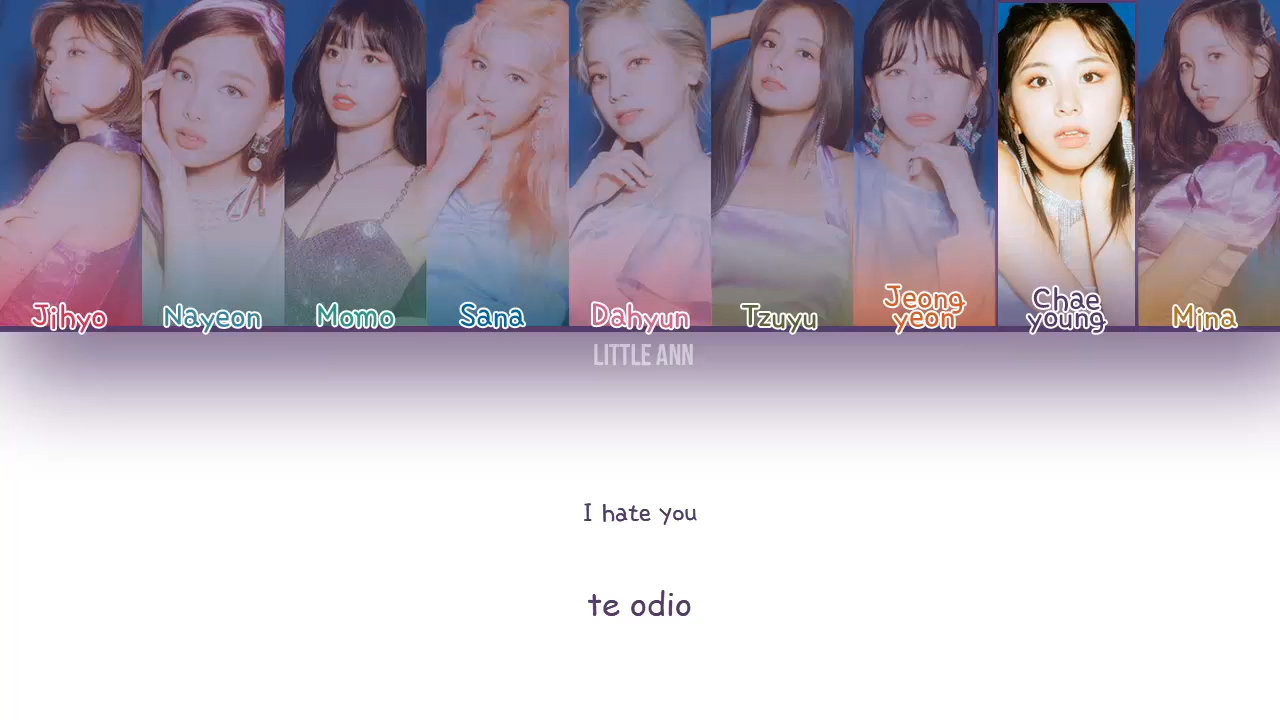 Jihyo
Nayeon
Momo
Sana
Dahyun
Tzuyu
Jeong
yeon
Chae
young
Mina
LITTLE ANN
I hate you
te odio